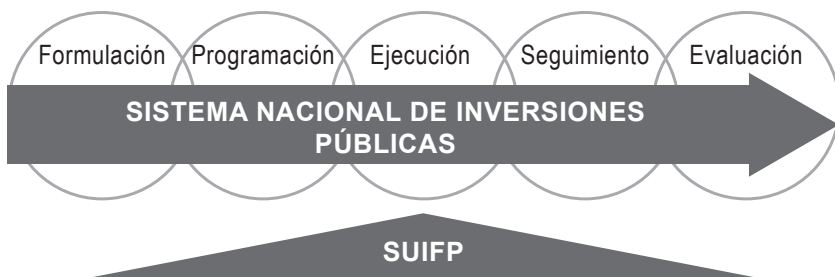 Formulación Programación Ejecución Seguimiento Evaluación
SISTEMA NACIONAL DE INVERSIONES
PÚBLICAS
SUIFP